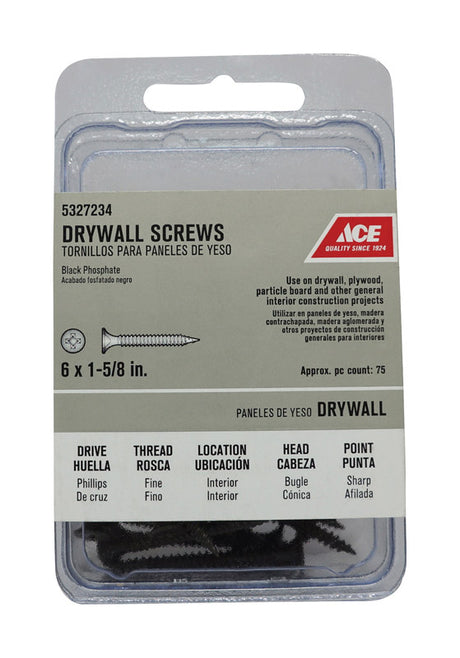 5327234
DRYWALL SCREWS
TORNILLOS PARA PANELES DE YESO
Black Phosphate
Acabado fosfatado negro
ACE
QUALITY SINCE 1924
Use on drywall, plywood,
particle board and other general
interior construction projects
Utilizar en paneles de yeso, madera
contrachapada, madera aglomerada y
otros proyectos de construcción
generales para interiores
6 x 1-5/8 in.
Approx. pc count: 75
PANELES DE YESO DRYWALL
DRIVE THREAD LOCATION HEAD POINT
HUELLA ROSCA UBICACIÓN CABEZA PUNTA
Phillips Fine Interior Bugle Sharp
De cruz Fino Interior Cónica Afilada